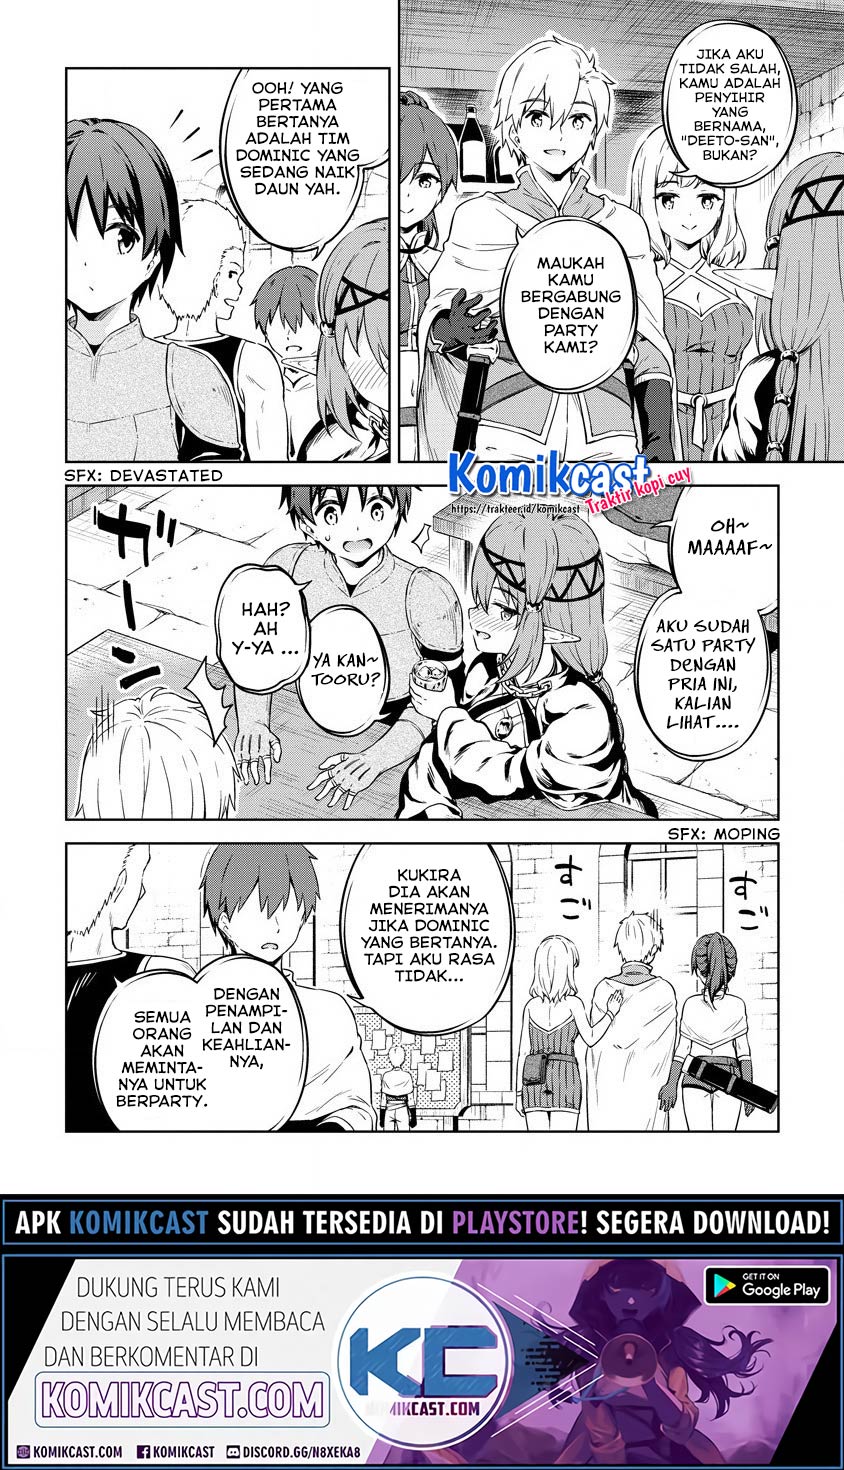 JIKA AKU
TIDAK SALAH,
KAMU ADALAH
PENYIHIR
YANG
BERNAMA,
"DEETO-SAN",
BUKAN?
MAUKAH
KAMU
BERGABUNG
DENGAN
PARTY
KAMI?
OOH! YANG
PERTAMA
BERTANYA
ADALAH TIM
DOMINIC YANG
SEDANG NAIK
DAUN YAH.
SFX: DEVASTATED
Komikcast
Traktir kopi cuy
https://trakteer.id/komikcast
OH~
MAAAAF~
AKU SUDAH
SATU PARTY
DENGAN
PRIA INI,
KALIAN
LIHAT....
YA KAN~
TOORU?
HAH?
AH
Y-YA ...
ガーン
SFX: MOPING
すご
すご
KUKIRA
DIA AKAN
MENERIMANYA
JIKA DOMINIC
YANG BERTANYA.
TAPI AKU RASA
TIDAK...
DENGAN
PENAMPI-
LAN DAN
KEAHLIAN-
NYA,
SEMUA
ORANG
AKAN
MEMINTA-
NYA UNTUK
BERPARTY.
APK KOMIKCAST SUDAH TERSEDIA DI PLAYSTORE! SEGERA DOWNLOAD!
DUKUNG TERUS KAMI
DENGAN SELALU MEMBACA
DAN BERKOMENTAR DI
KOMIKCAST.COM
KOMIKCAST.COM
KOMIKCAST
DISCORD.GG/N8XEKA8
KC
KOMIKCAST.COM
GET IT ON
Google Play